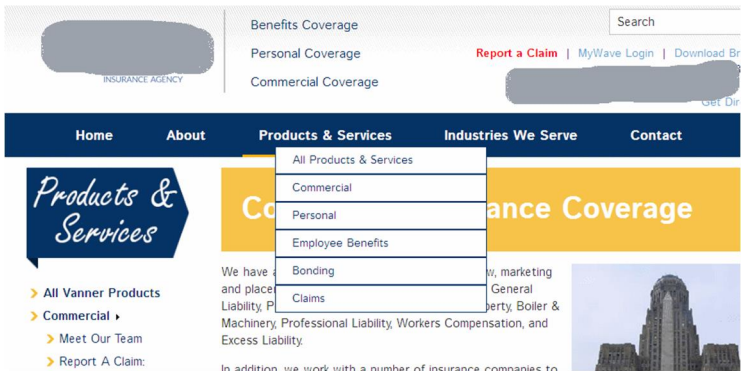 Benefits Coverage
Search
Personal Coverage
Report a Claim | MyWave Login | Download Br
INSURANCE AGENCY
Commercial Coverage
Get Dir
Home About Products & Services Industries We Serve Contact
All Products & Services
Commercial
Personal
Employee Benefits
Bonding
Claims
Products &
Services
Co ance Coverage
All Vanner Products
Commercial
Meet Our Team
Report A Claim:
We have a w, marketing
and placer General
Liability, P perty, Boiler &
Machinery, Professional Liability, Workers Compensation, and
Excess Liability.
In addition, we work with a number of insurance companies to